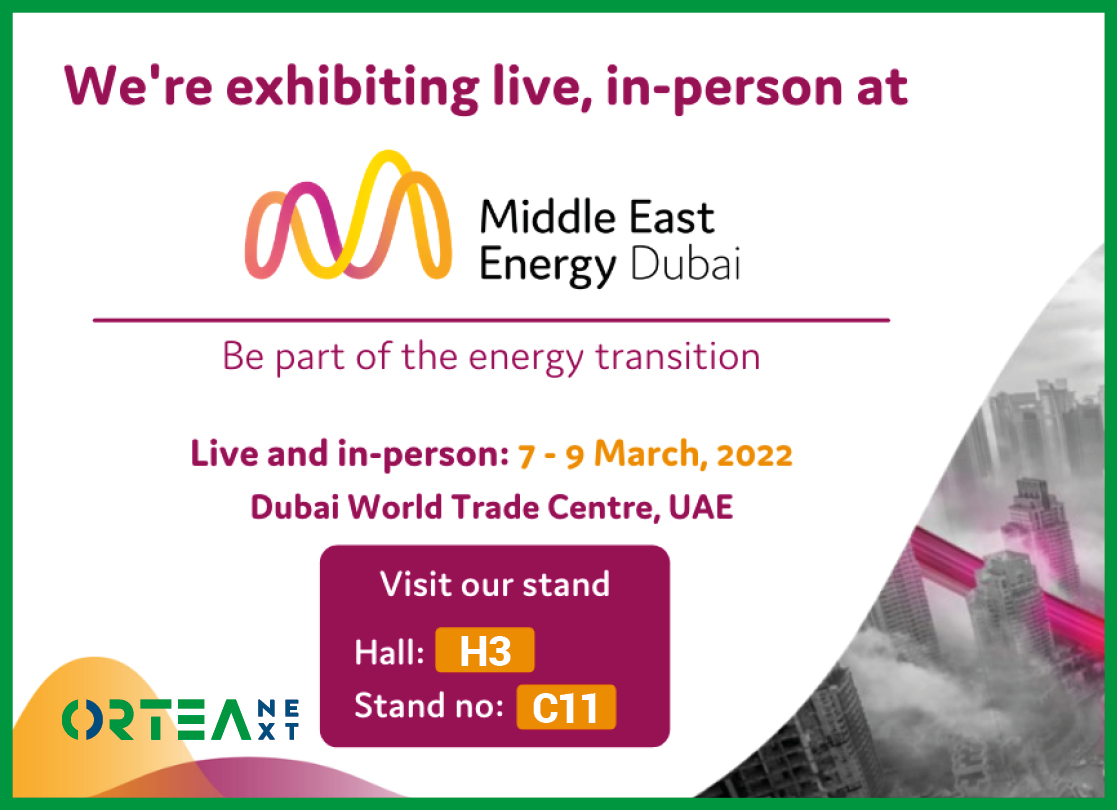 We're exhibiting live, in-person at
Middle East
Energy Dubai
Be part of the energy transition
Live and in-person: 7 - 9 March, 2022
Dubai World Trade Centre, UAE
Visit our stand
Hall: H3
Stand no: C11
ORTEA NE
XT